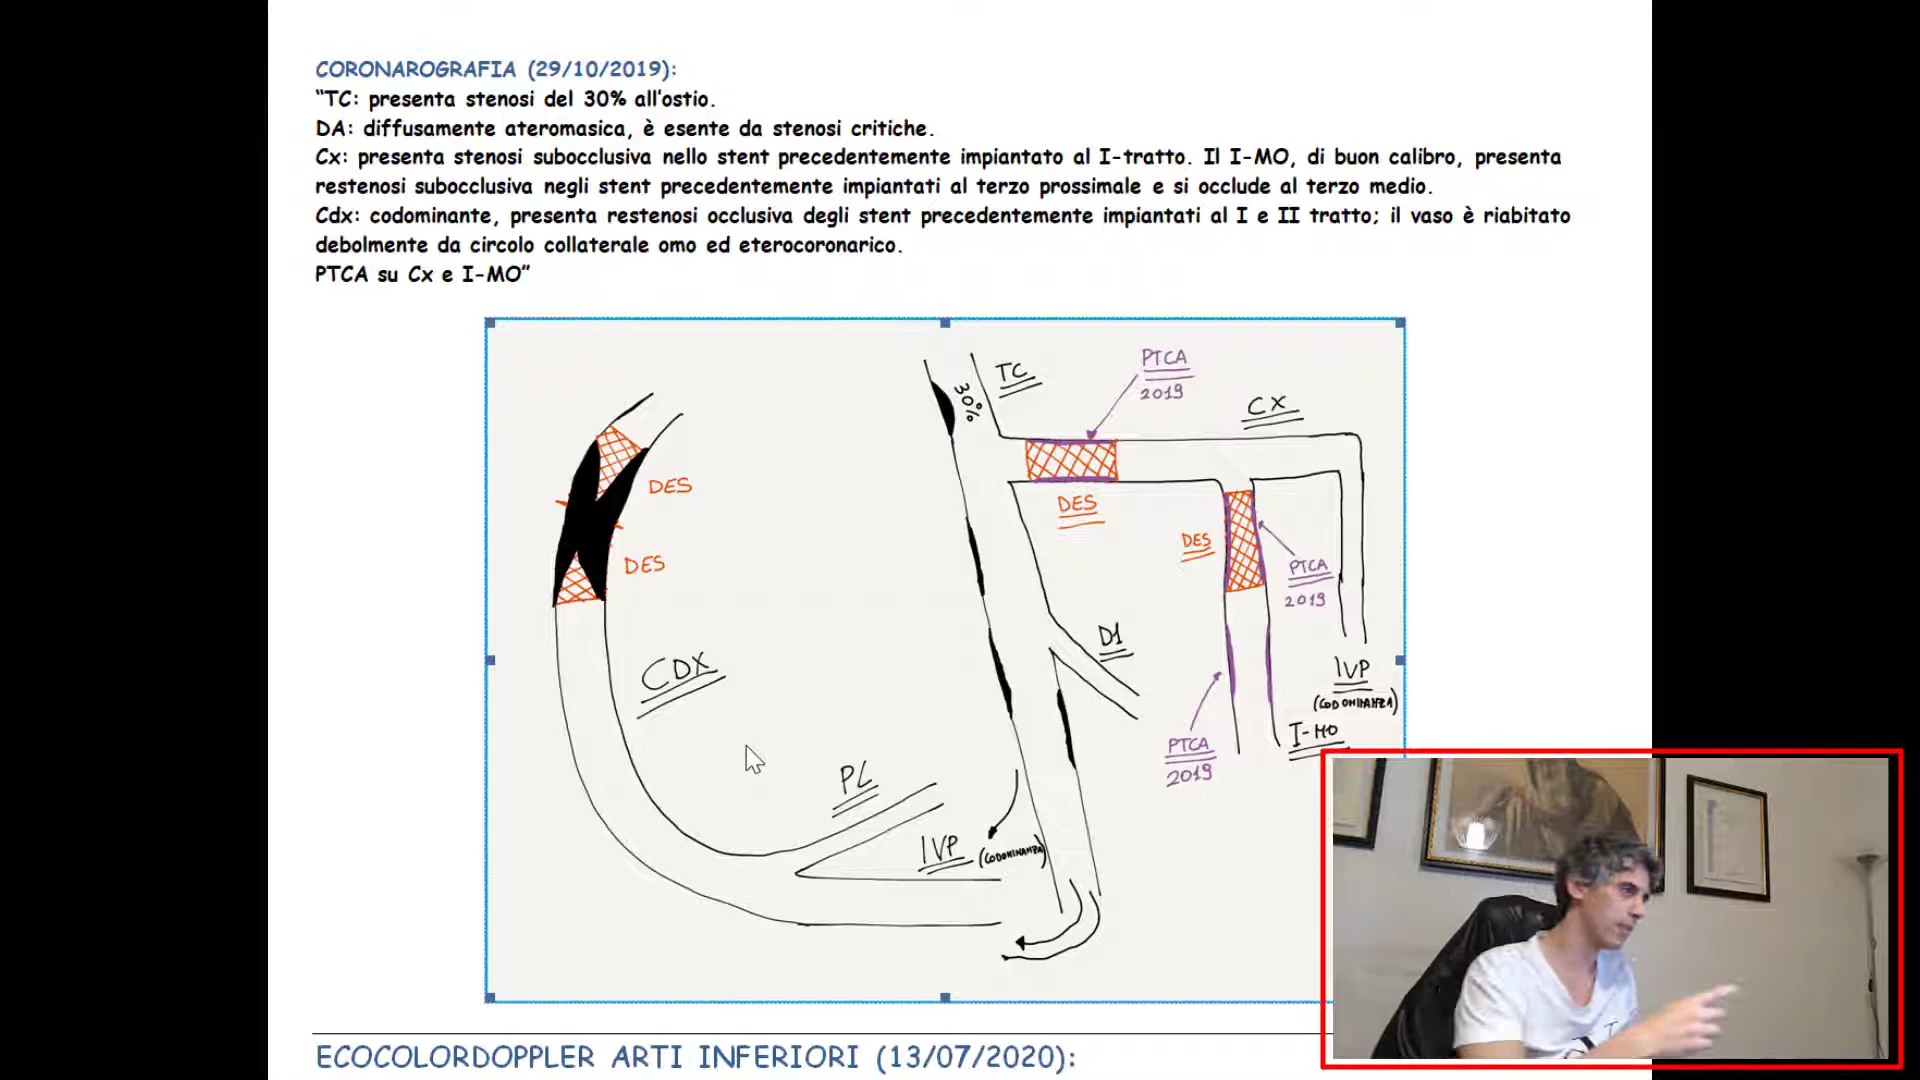 CORONAROGRAFIA (29/10/2019):
“TC: presenta stenosi del 30% all'ostio.
DA: diffusamente ateromasica, è esente da stenosi critiche.
Cx: presenta stenosi subocclusiva nello stent precedentemente impiantato al I-tratto. Il I-MO, di buon calibro, presenta
restenosi subocclusiva negli stent precedentemente impiantati al terzo prossimale e si occlude al terzo medio.
Cdx: codominante, presenta restenosi occlusiva degli stent precedentemente impiantati al I e II tratto; il vaso è riabitato
debolmente da circolo collaterale omo ed eterocoronarico.
PTCA su Cx e I-MO”
PTCA
2019
TC
30%
CX
DES
DES
DES
DES
PTCA
2019
D1
CDX
IVP
(CODOMINANZA)
I-MO
PTCA
2019
PL
IVP (CODOMINANZA)
ECOCOLORDOPPLER ARTI INFERIORI (13/07/2020):